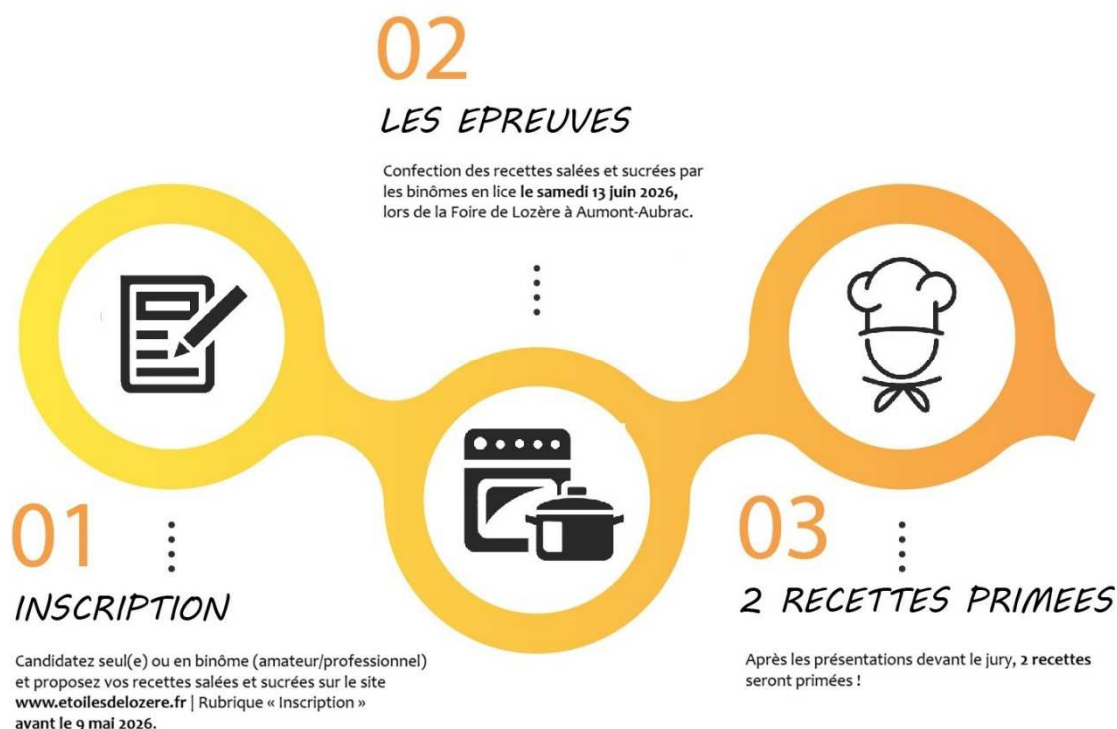 02
LES EPREUVES
Confection des recettes salées et sucrées par
les binômes en lice le samedi 13 juin 2026,
lors de la Foire de Lozère à Aumont-Aubrac.
01
INSCRIPTION
Candidatez seul(e) ou en binôme (amateur/professionnel)
et proposez vos recettes salées et sucrées sur le site
www.etoilesdelozere.fr | Rubrique « Inscription »
avant le 9 mai 2026.
03
2 RECETTES PRIMEES
Après les présentations devant le jury, 2 recettes
seront primées !